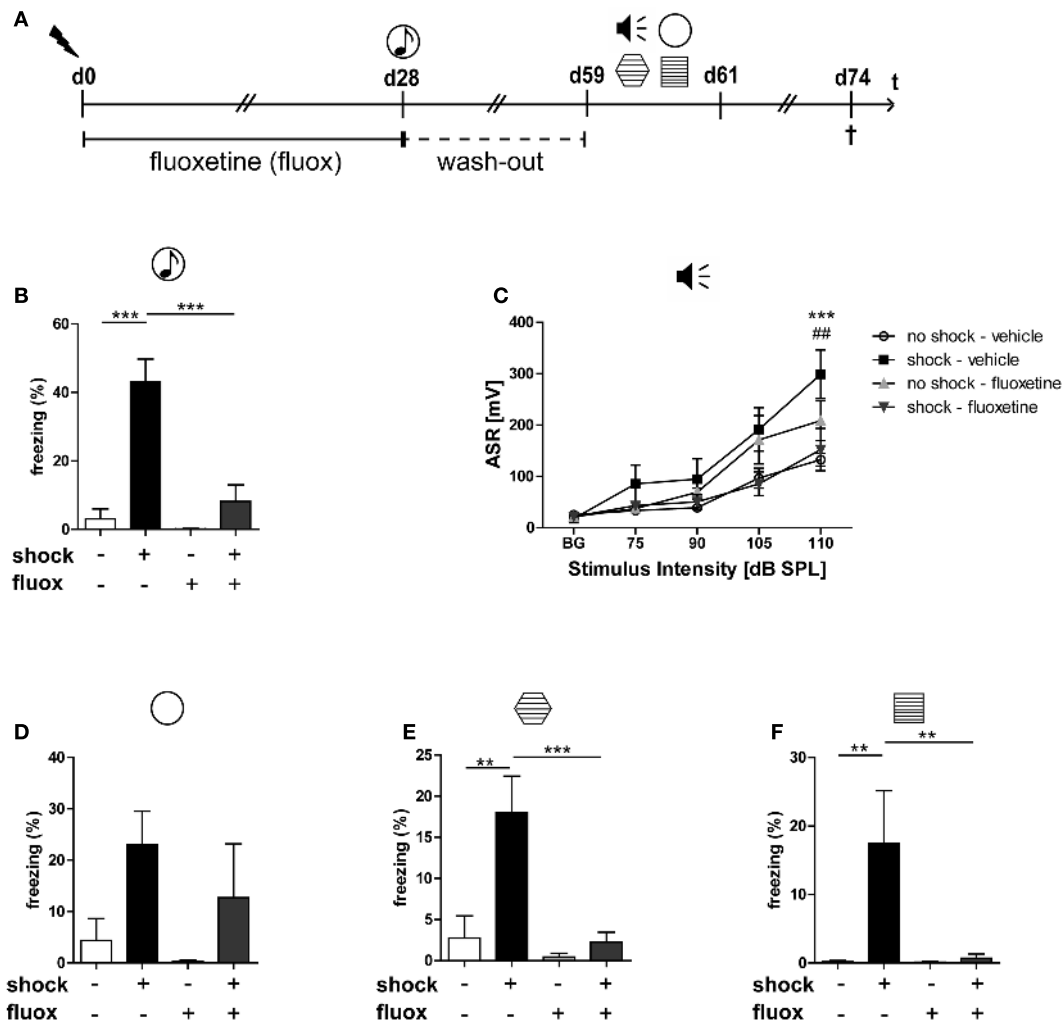 A
d0 d28 d59 d61 d74 t
†
fluoxetine (fluox) wash-out
B
*** ***
60
40
20
0
freezing (%)
shock - + - +
fluox - - + +
C
***
##
400
300
200
100
0
ASR [mV]
BG 75 90 105 110
Stimulus Intensity [dB SPL]
no shock - vehicle
shock - vehicle
no shock - fluoxetine
shock - fluoxetine
D
40
30
20
10
0
freezing (%)
shock - + - +
fluox - - + +
E
** ***
25
20
15
10
5
0
freezing (%)
shock - + - +
fluox - - + +
F
** **
30
20
10
0
freezing (%)
shock - + - +
fluox - - + +